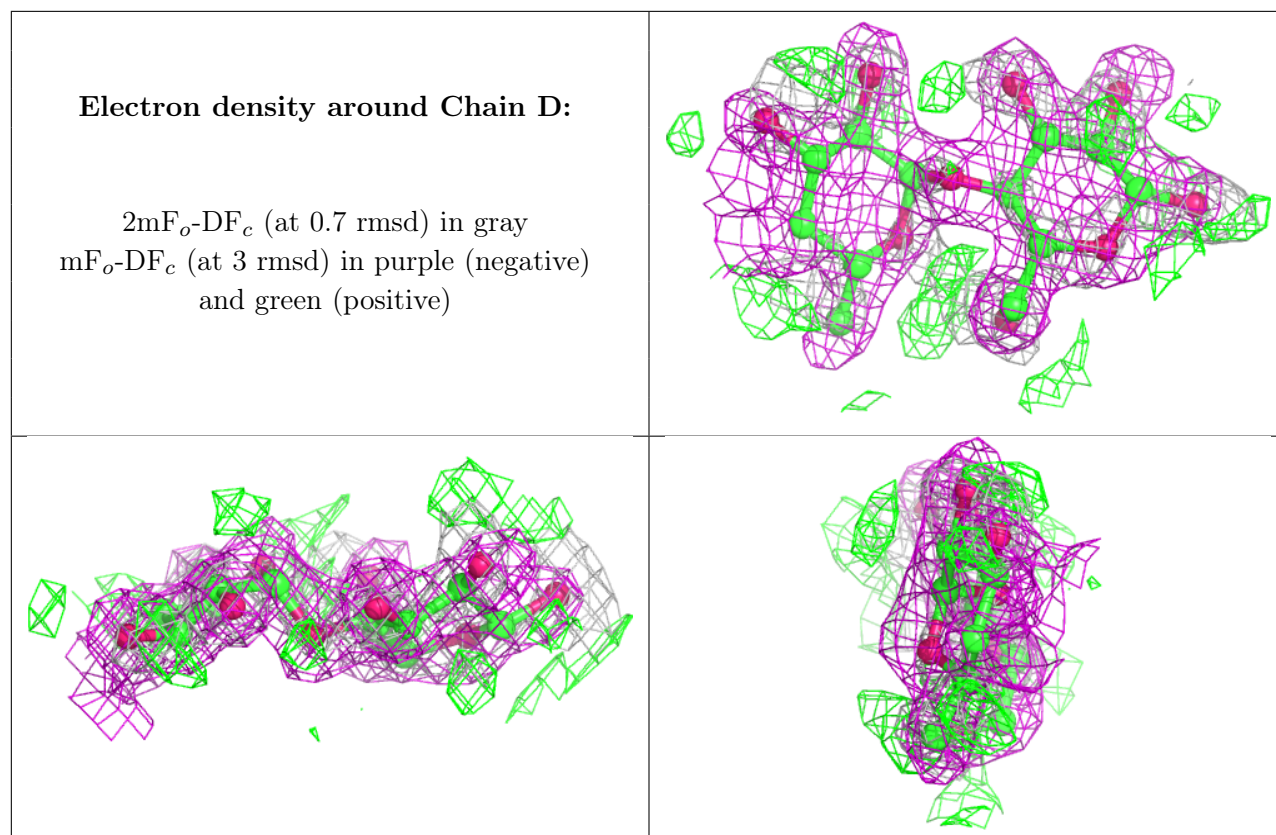 Electron density around Chain D:
2mFₒ-DF𝒸 (at 0.7 rmsd) in gray
mFₒ-DF𝒸 (at 3 rmsd) in purple (negative)
and green (positive)